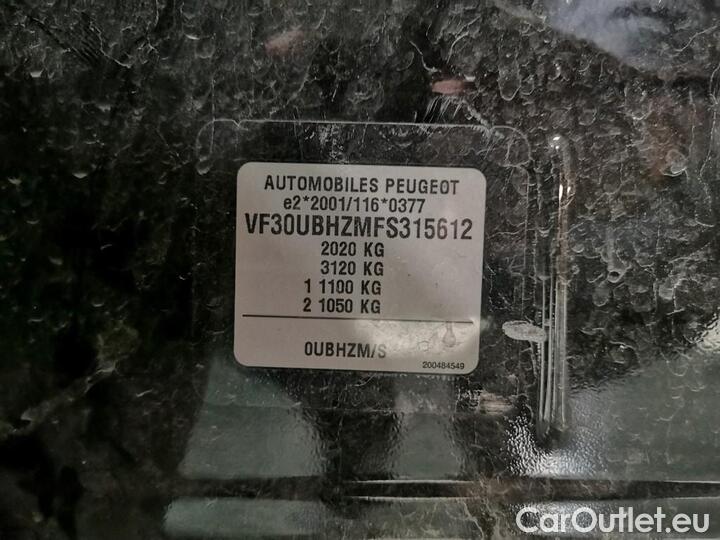 AUTOMOBILES PEUGEOT
e2*2001/116*0377
VF30UBHZMFS315612
2020 KG
3120 KG
1 1100 KG
2 1050 KG
0UBHZM/S
200484549
CarOutlet.eu